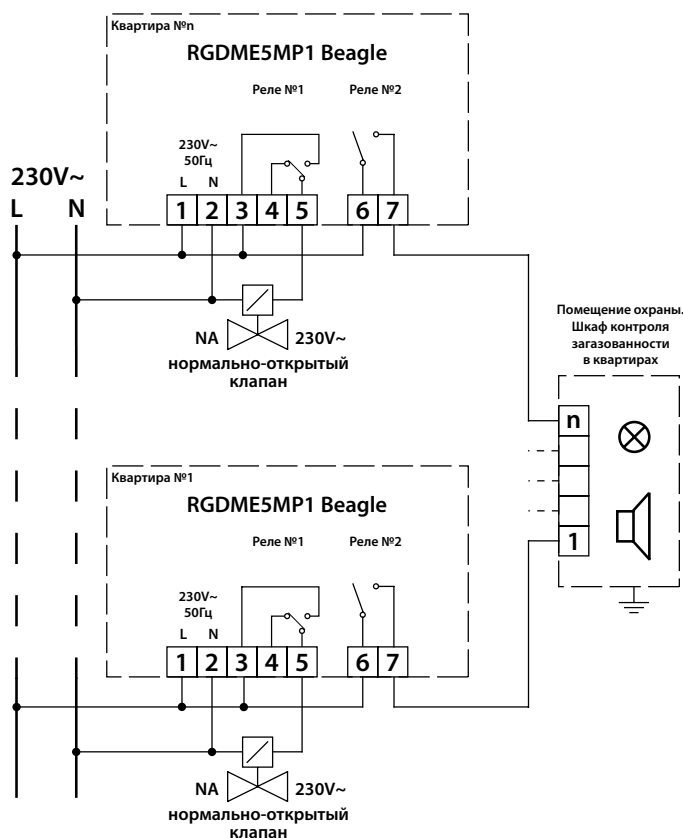 Квартира №n
RGDME5MP1 Beagle
Реле №1 Реле №2
230V~
50Гц
L N
1 2 3 4 5 6 7
230V~
L N
NA 230V~
нормально-открытый
клапан
Помещение охраны.
Шкаф контроля
загазованности
в квартирах
n
1
Квартира №1
RGDME5MP1 Beagle
Реле №1 Реле №2
230V~
50Гц
L N
1 2 3 4 5 6 7
NA 230V~
нормально-открытый
клапан